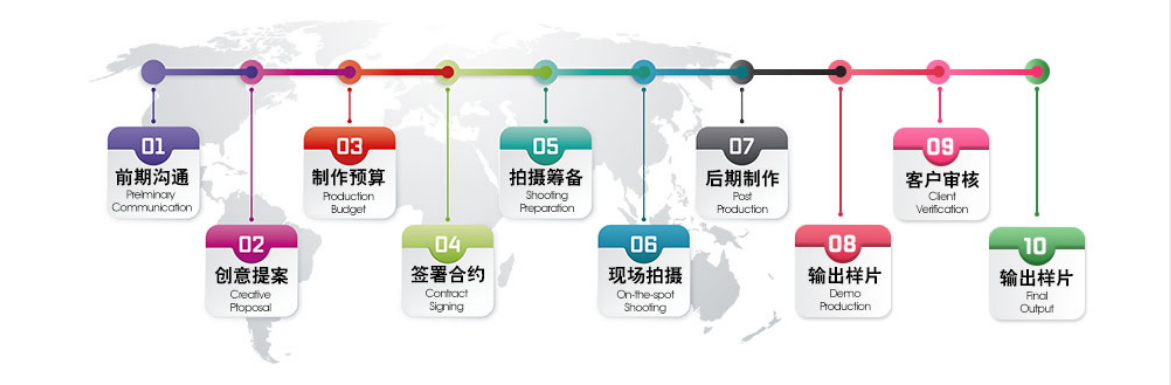 01
前期沟通
Prelminary
Communication
02
创意提案
Creative
Ptoposal
03
制作预算
Production
Budget
04
签署合约
Contract
Signing
05
拍摄筹备
Shooting
Preparation
06
现场拍摄
On-the-spot
Shooting
07
后期制作
Post
Production
08
输出样片
Demo
Production
09
客户审核
Client
Verification
10
输出样片
Final
Output